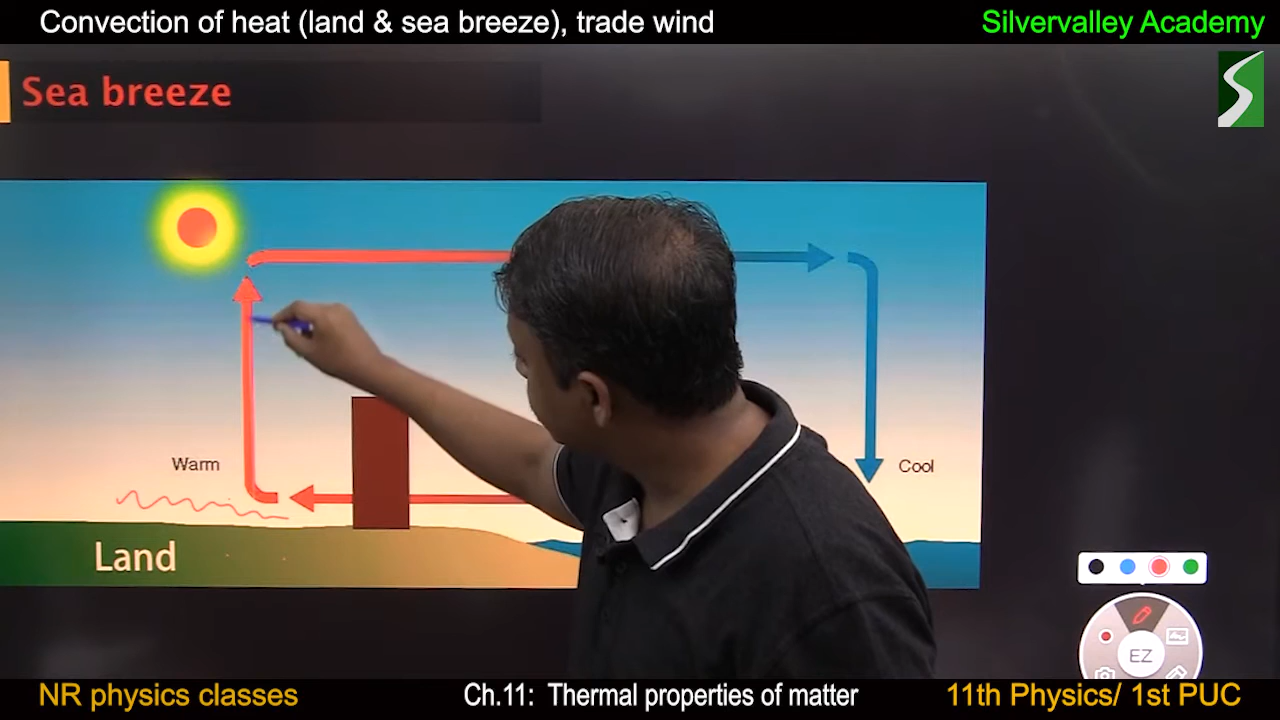 Convection of heat (land & sea breeze), trade wind
Silvervalley Academy
Sea breeze
Warm
Cool
Land
EZ
NR physics classes
Ch.11: Thermal properties of matter
11th Physics/ 1st PUC